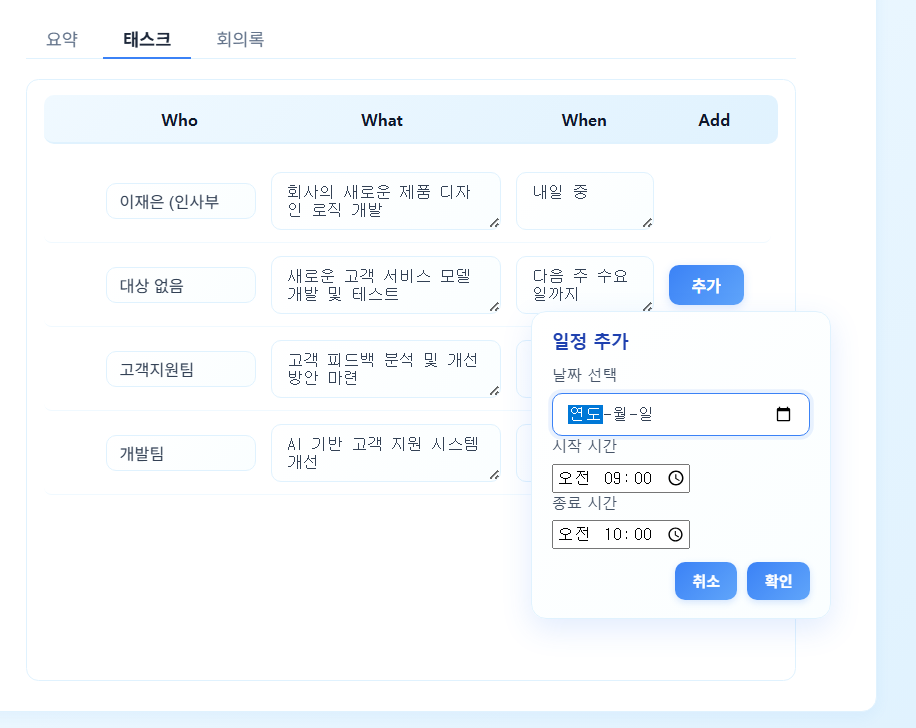 요약 태스크 회의록
Who What When Add
이재은 (인사부
회사의 새로운 제품 디자
인 로직 개발
내일 중
대상 없음
새로운 고객 서비스 모델
개발 및 테스트
다음 주 수요
일까지
추가
고객지원팀
고객 피드백 분석 및 개선
방안 마련
개발팀
AI 기반 고객 지원 시스템
개선
일정 추가
날짜 선택
연도-월-일
시작 시간
오전 09:00
종료 시간
오전 10:00
취소 확인